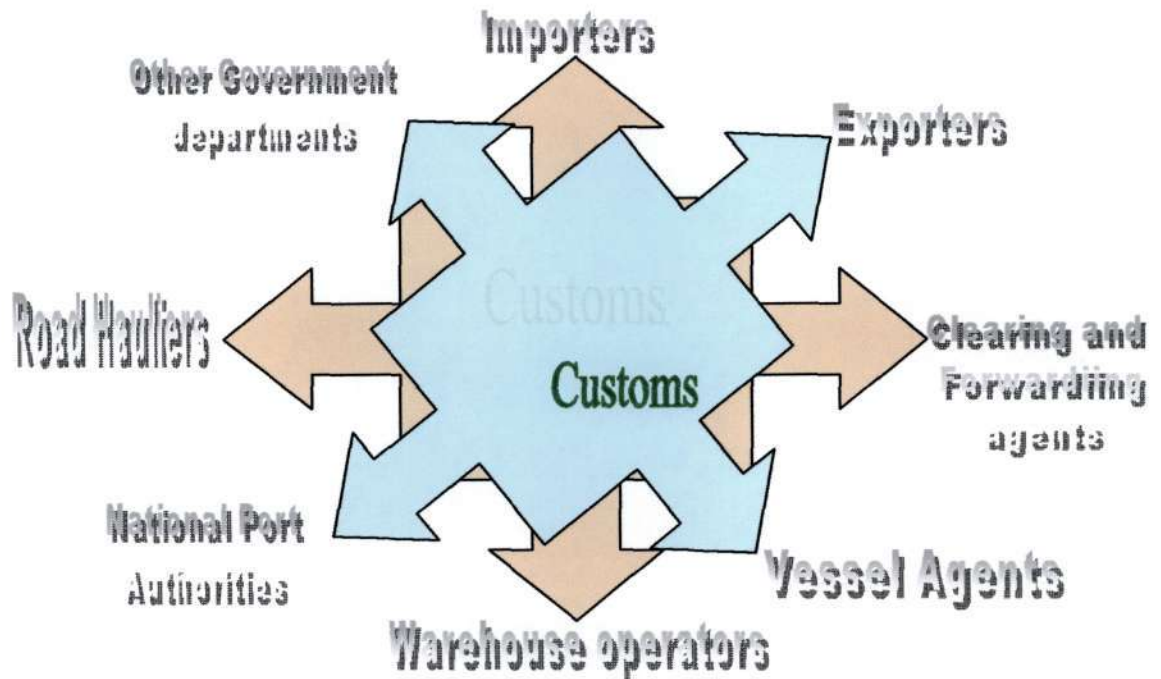 Importers
Other Government
departments
Exporters
Road Hauliers
Customs
Customs
Clearing and
Forwardiing
agents
National Port
Authorities
Vessel Agents
Warehouse operators